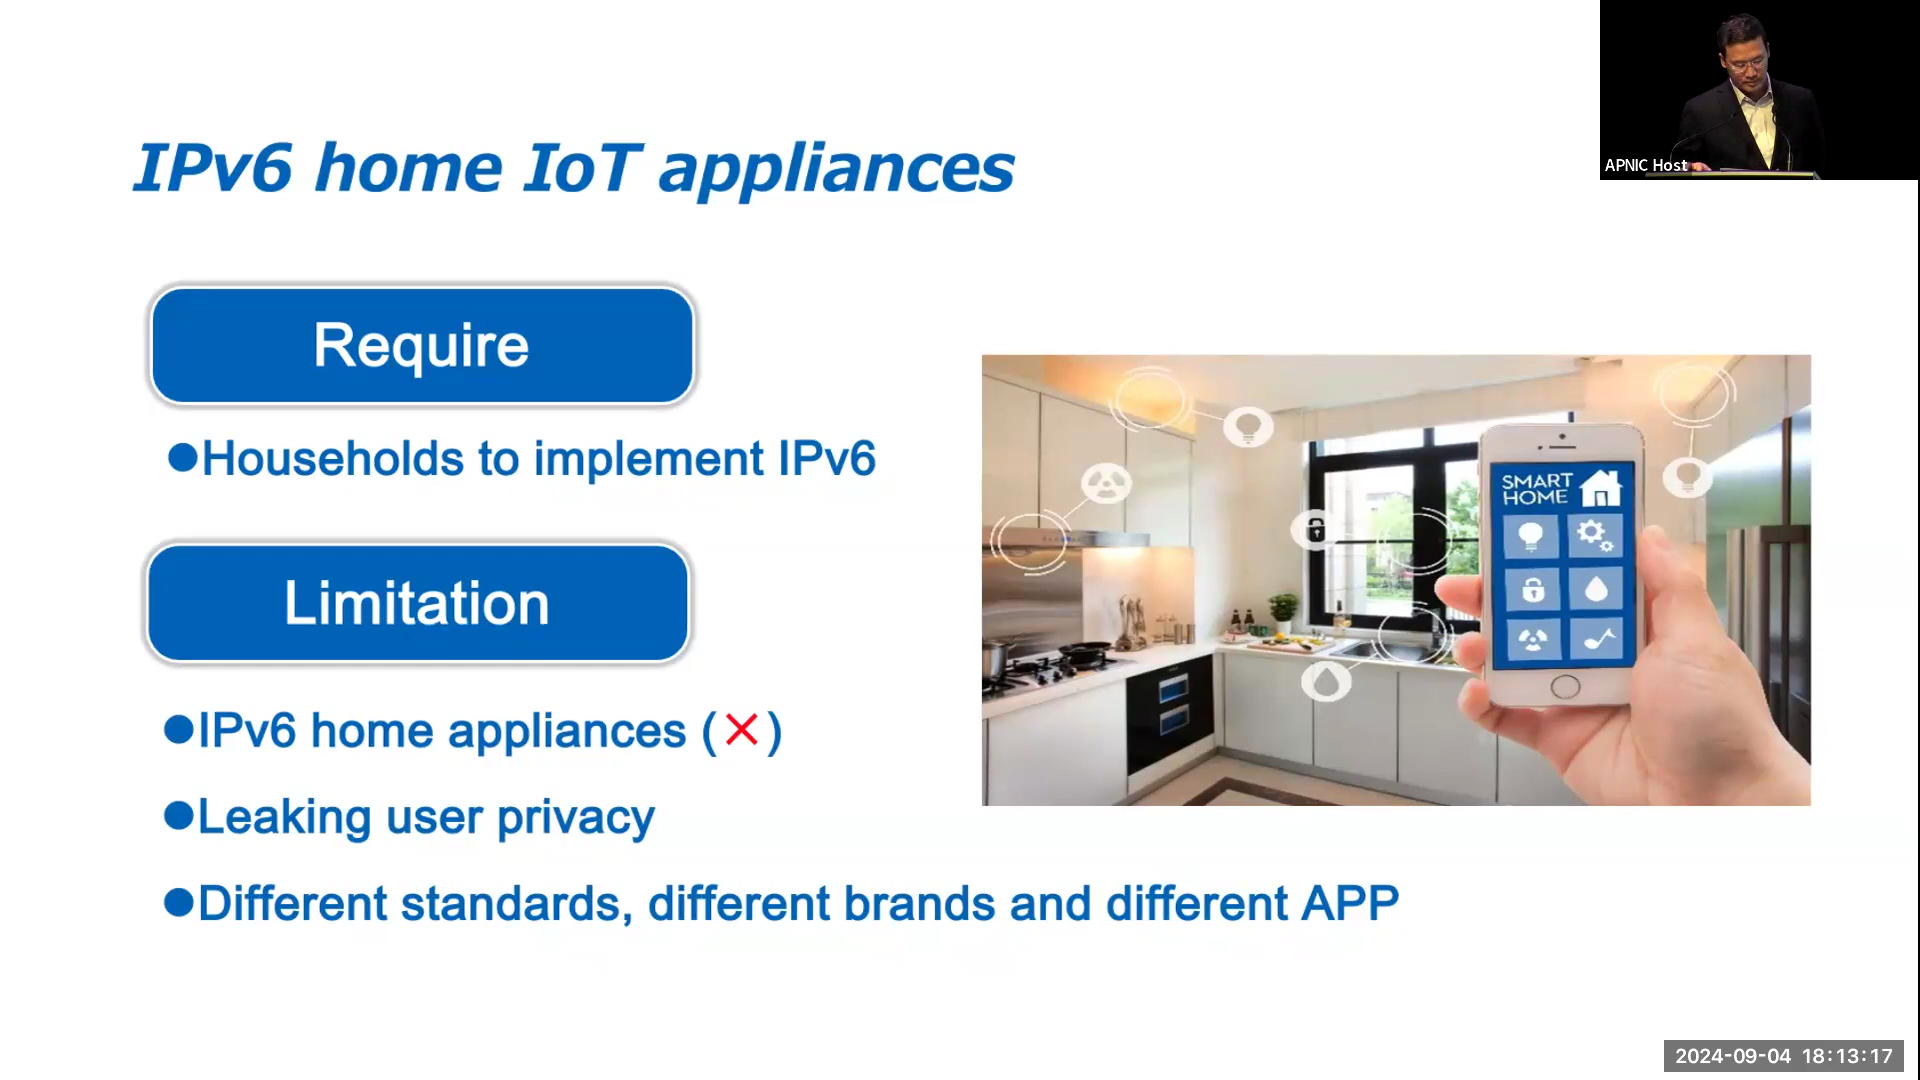 APNIC Host
IPv6 home IoT appliances
Require
●Households to implement IPv6
Limitation
●IPv6 home appliances (✕)
●Leaking user privacy
●Different standards, different brands and different APP
SMART
HOME
2024-09-04 18:13:17